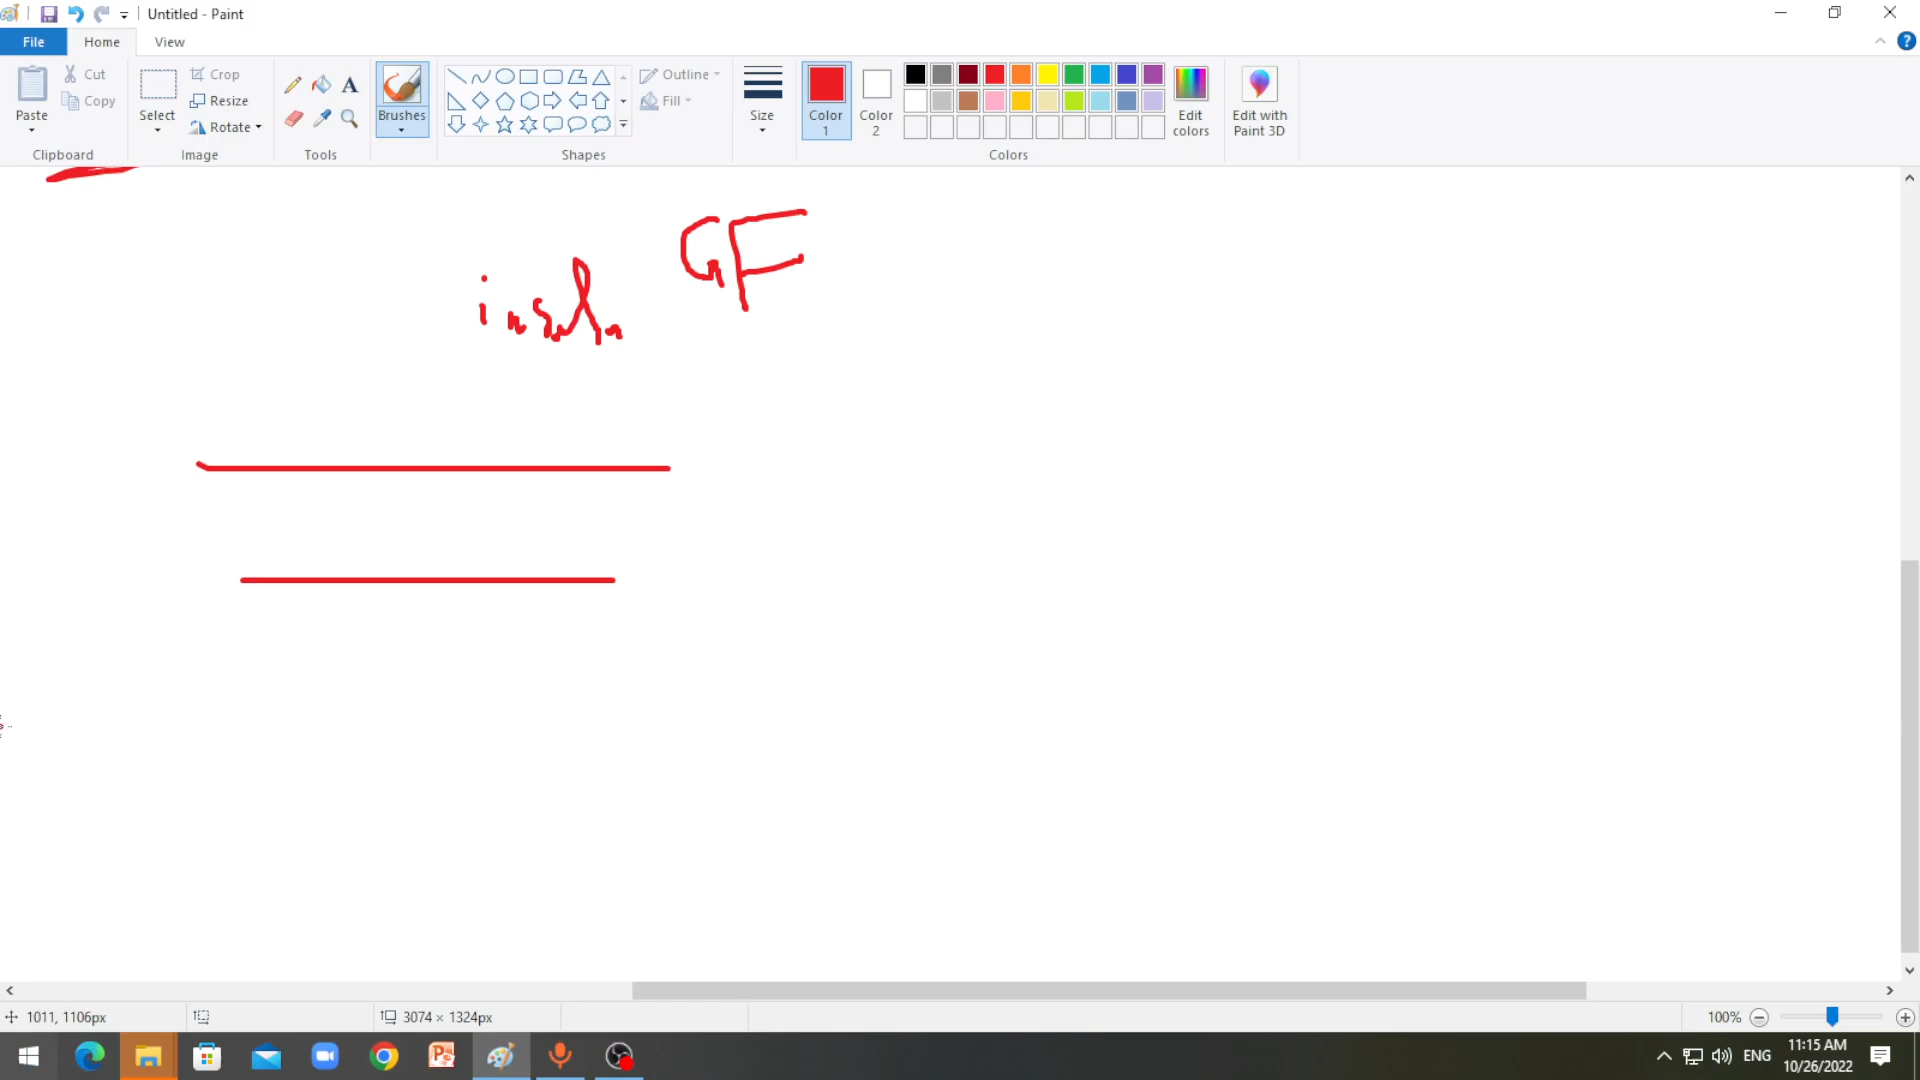 Untitled - Paint
File Home View
Paste
Cut
Copy
Clipboard
Select
Crop
Resize
Rotate
Image
Tools
Brushes
Shapes
Outline
Fill
Size
Color 1
Color 2
Colors
Edit colors
Edit with Paint 3D
GF
1011, 1106px
3074 × 1324px
100%
ENG
11:15 AM
10/26/2022